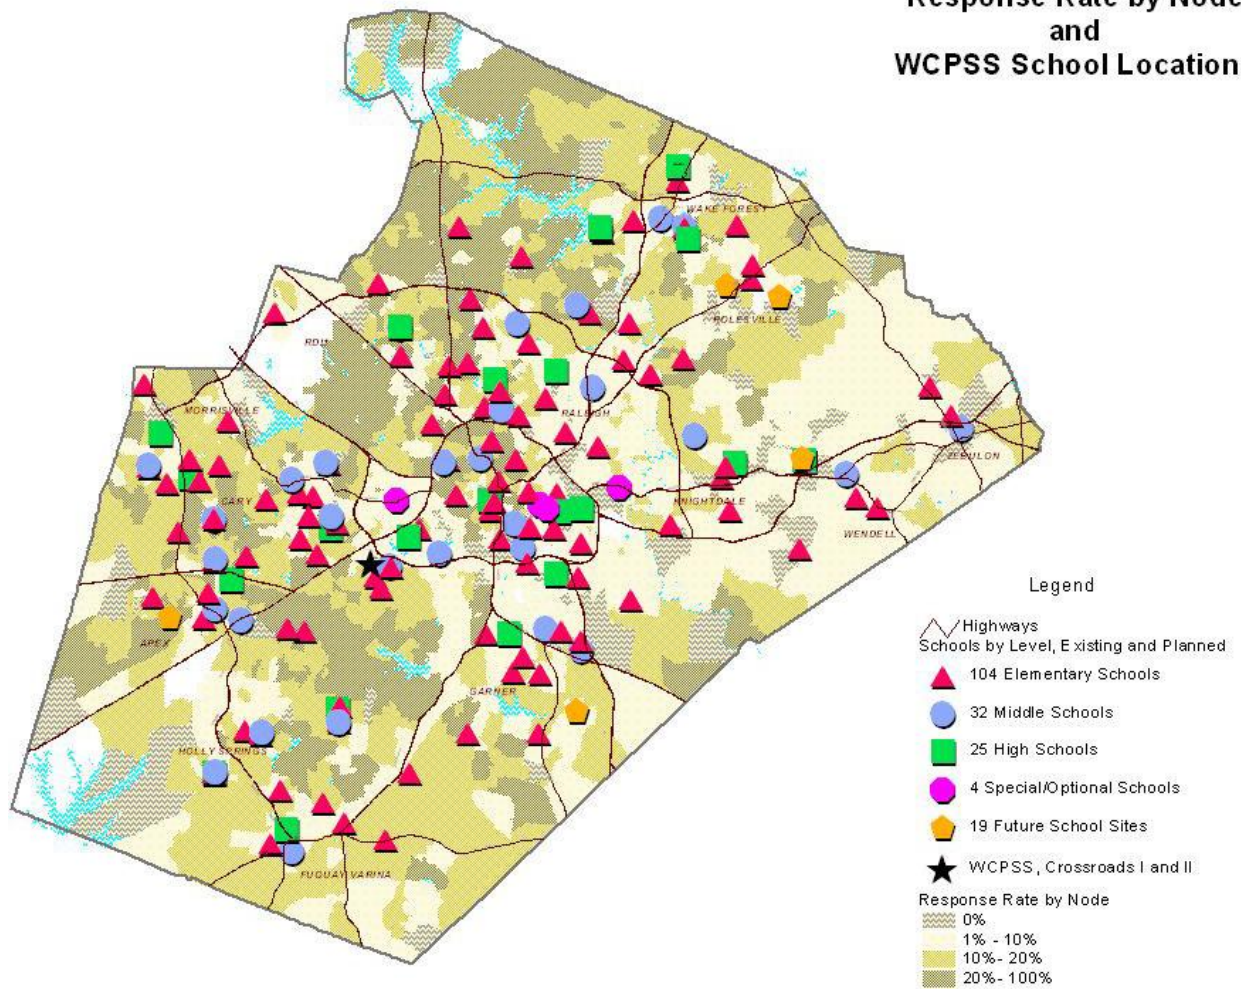 Response Rate by Node
and
WCPSS School Location
WAKE FOREST
ROLESVILLE
RDU
MORRISVILLE
RALEIGH
ZEBULON
CARY
KNIGHTDALE
WENDELL
APEX
GARNER
HOLLY SPRINGS
FUQUAY VARINA
Legend
Highways
Schools by Level, Existing and Planned
104 Elementary Schools
32 Middle Schools
25 High Schools
4 Special/Optional Schools
19 Future School Sites
WCPSS, Crossroads I and II
Response Rate by Node
0%
1% - 10%
10%- 20%
20%- 100%